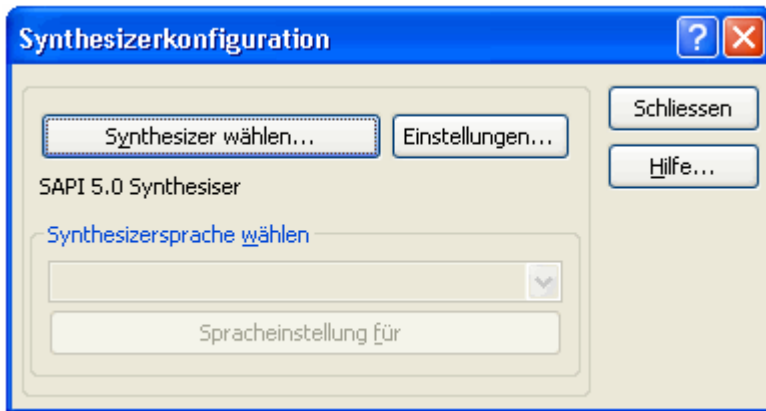 Synthesizerkonfiguration
Synthesizer wählen...
Einstellungen...
Schliessen
Hilfe...
SAPI 5.0 Synthesiser
Synthesizersprache wählen
Spracheinstellung für